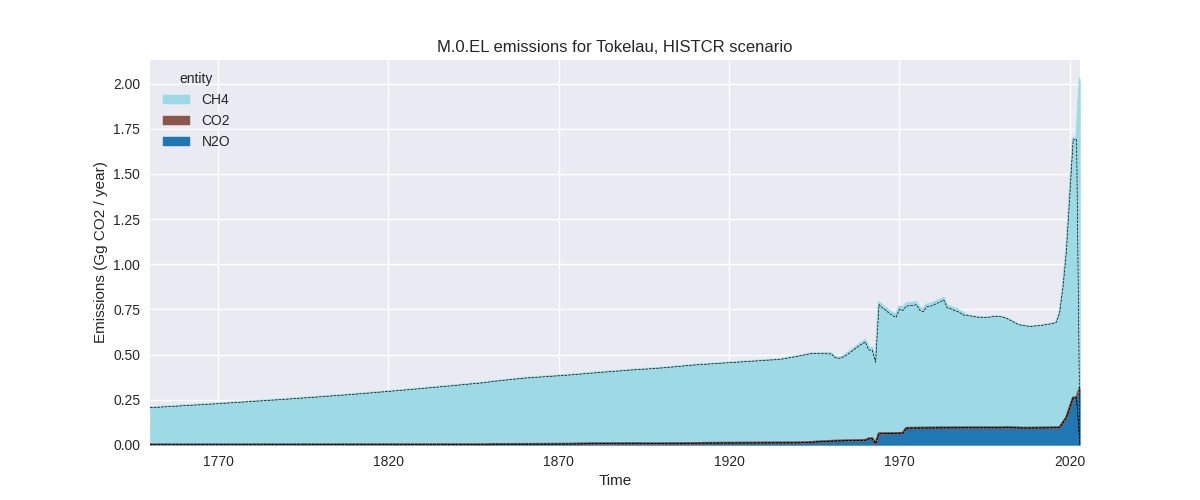 M.0.EL emissions for Tokelau, HISTCR scenario
entity
CH4
CO2
N2O
Emissions (Gg CO2 / year)
2.00
1.75
1.50
1.25
1.00
0.75
0.50
0.25
0.00
1770 1820 1870 1920 1970 2020
Time